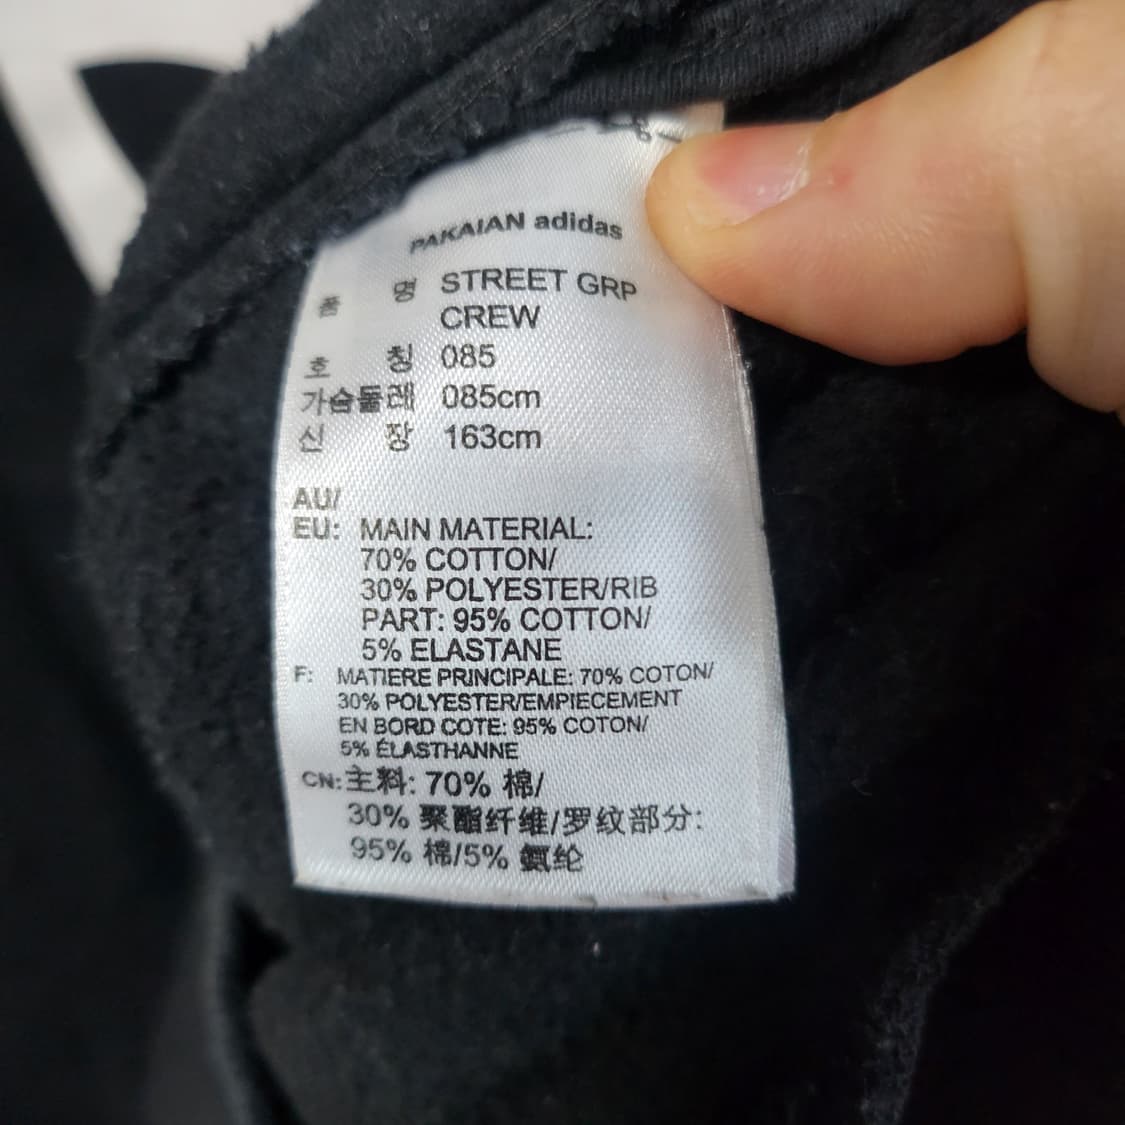 PAKAIAN adidas
품 명 STREET GRP
CREW
호 칭 085
가슴둘레 085cm
신 장 163cm
AU/
EU: MAIN MATERIAL:
70% COTTON/
30% POLYESTER/RIB
PART: 95% COTTON/
5% ELASTANE
F: MATIERE PRINCIPALE: 70% COTON/
30% POLYESTER/EMPIECEMENT
EN BORD COTE: 95% COTON/
5% ÉLASTHANNE
CN: 主料: 70% 棉/
30% 聚酯纤维/罗纹部分:
95% 棉/5% 氨纶